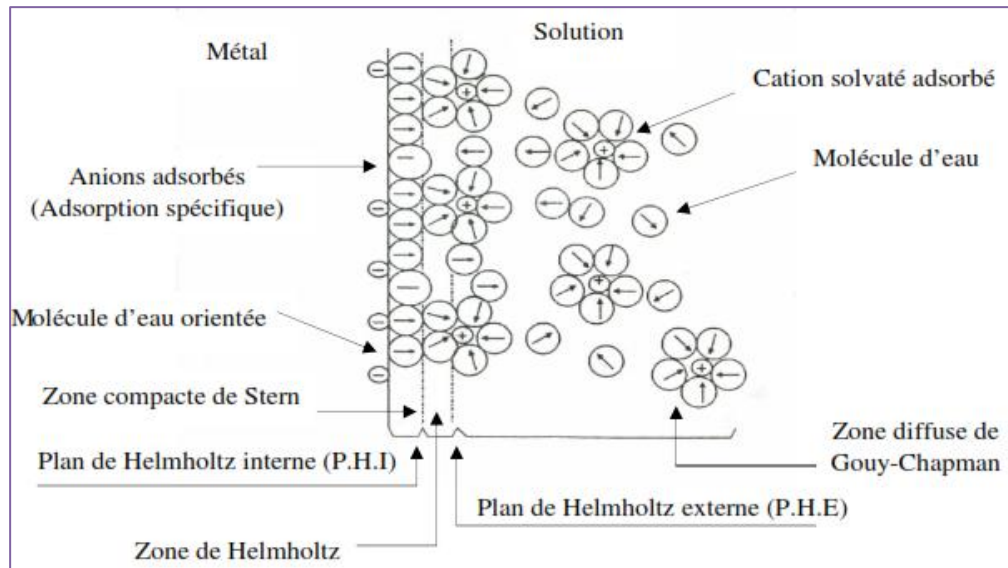 Métal
Solution
Cation solvaté adsorbé
Molécule d'eau
Anions adsorbés
(Adsorption spécifique)
Molécule d'eau orientée
Zone compacte de Stern
Plan de Helmholtz interne (P.H.I)
Zone diffuse de
Gouy-Chapman
Plan de Helmholtz externe (P.H.E)
Zone de Helmholtz